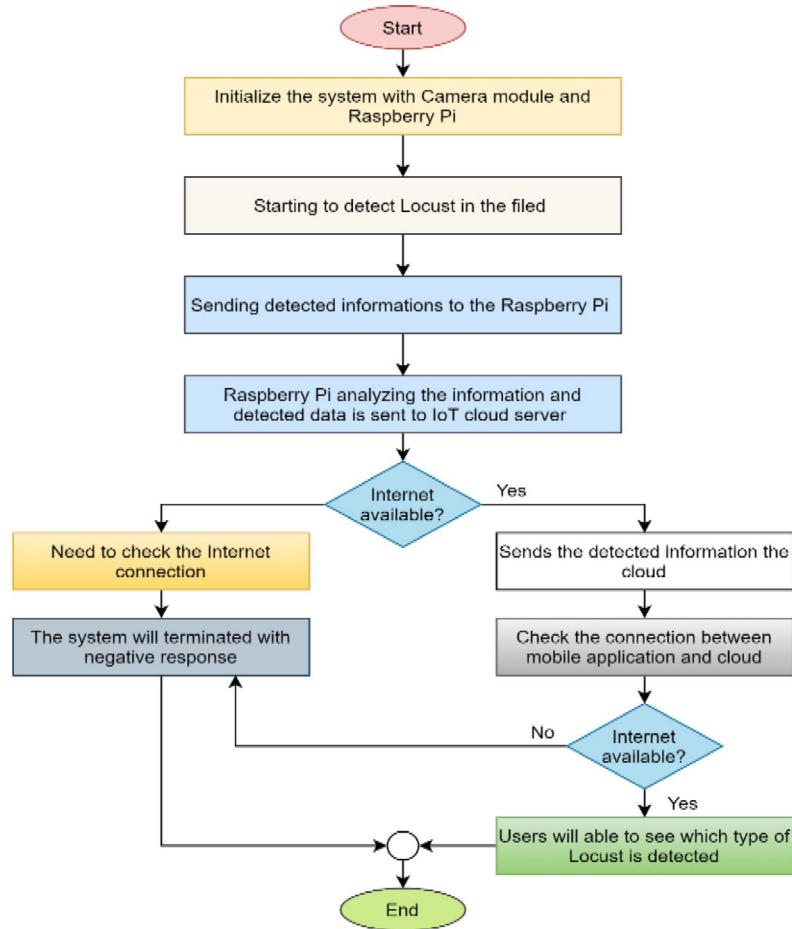 Start
Initialize the system with Camera module and
Raspberry Pi
Starting to detect Locust in the filed
Sending detected informations to the Raspberry Pi
Raspberry Pi analyzing the information and
detected data is sent to IoT cloud server
Internet
available?
Yes
Need to check the Internet
connection
Sends the detected information the
cloud
The system will terminated with
negative response
Check the connection between
mobile application and cloud
No
Internet
available?
Yes
Users will able to see which type of
Locust is detected
End